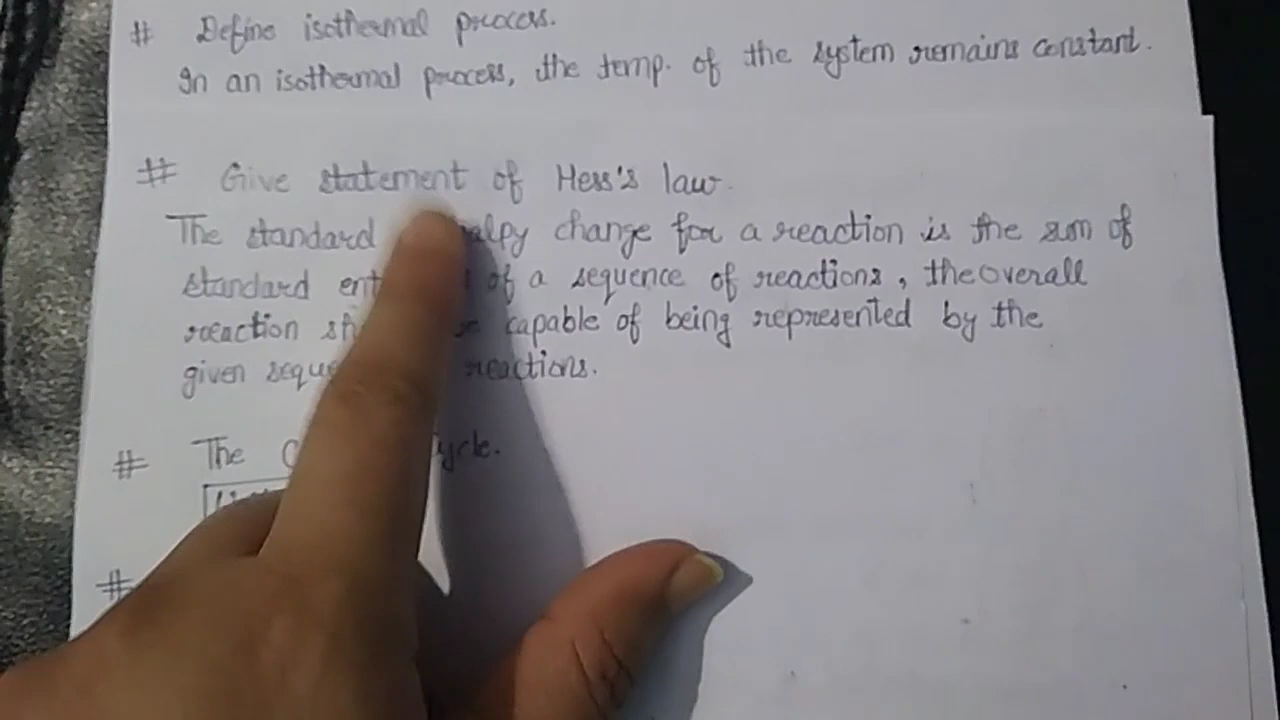 # Define isothermal process.
In an isothermal process, the temp. of the system remains constant.
# Give statement of Hess's law.
The standard change for a reaction is the sum of
standard of a sequence of reactions, the overall
reaction capable of being represented by the
given reactions.
# The
#